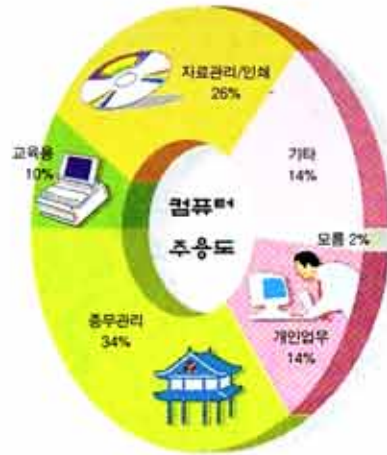 자료관리/인쇄
26%
기타
14%
교육용
10%
컴퓨터
주용도
모름 2%
종무관리
34%
개인업무
14%